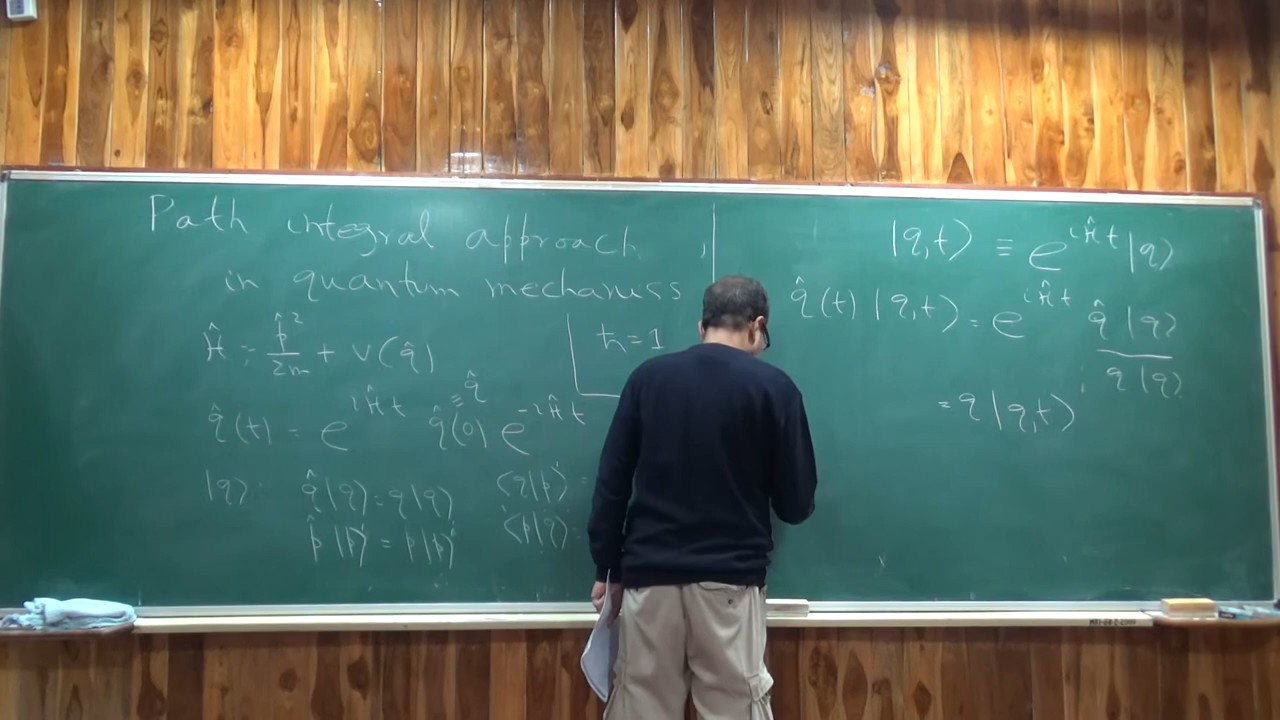 Path integral approach
in quantum mechanics
Ĥ = p̂²/2m + V(q̂)
ħ = 1
q̂(t) = e^{iĤt} q̂(0) e^{-iĤt}
≡ q̂
|q⟩: q̂|q⟩ = q|q⟩
p̂|p⟩ = p|p⟩
⟨q|p⟩ =
⟨p|q⟩ =
|q,t⟩ ≡ e^{iĤt}|q⟩
q̂(t)|q,t⟩ = e^{iĤt} q̂|q⟩
q|q⟩
= q|q,t⟩